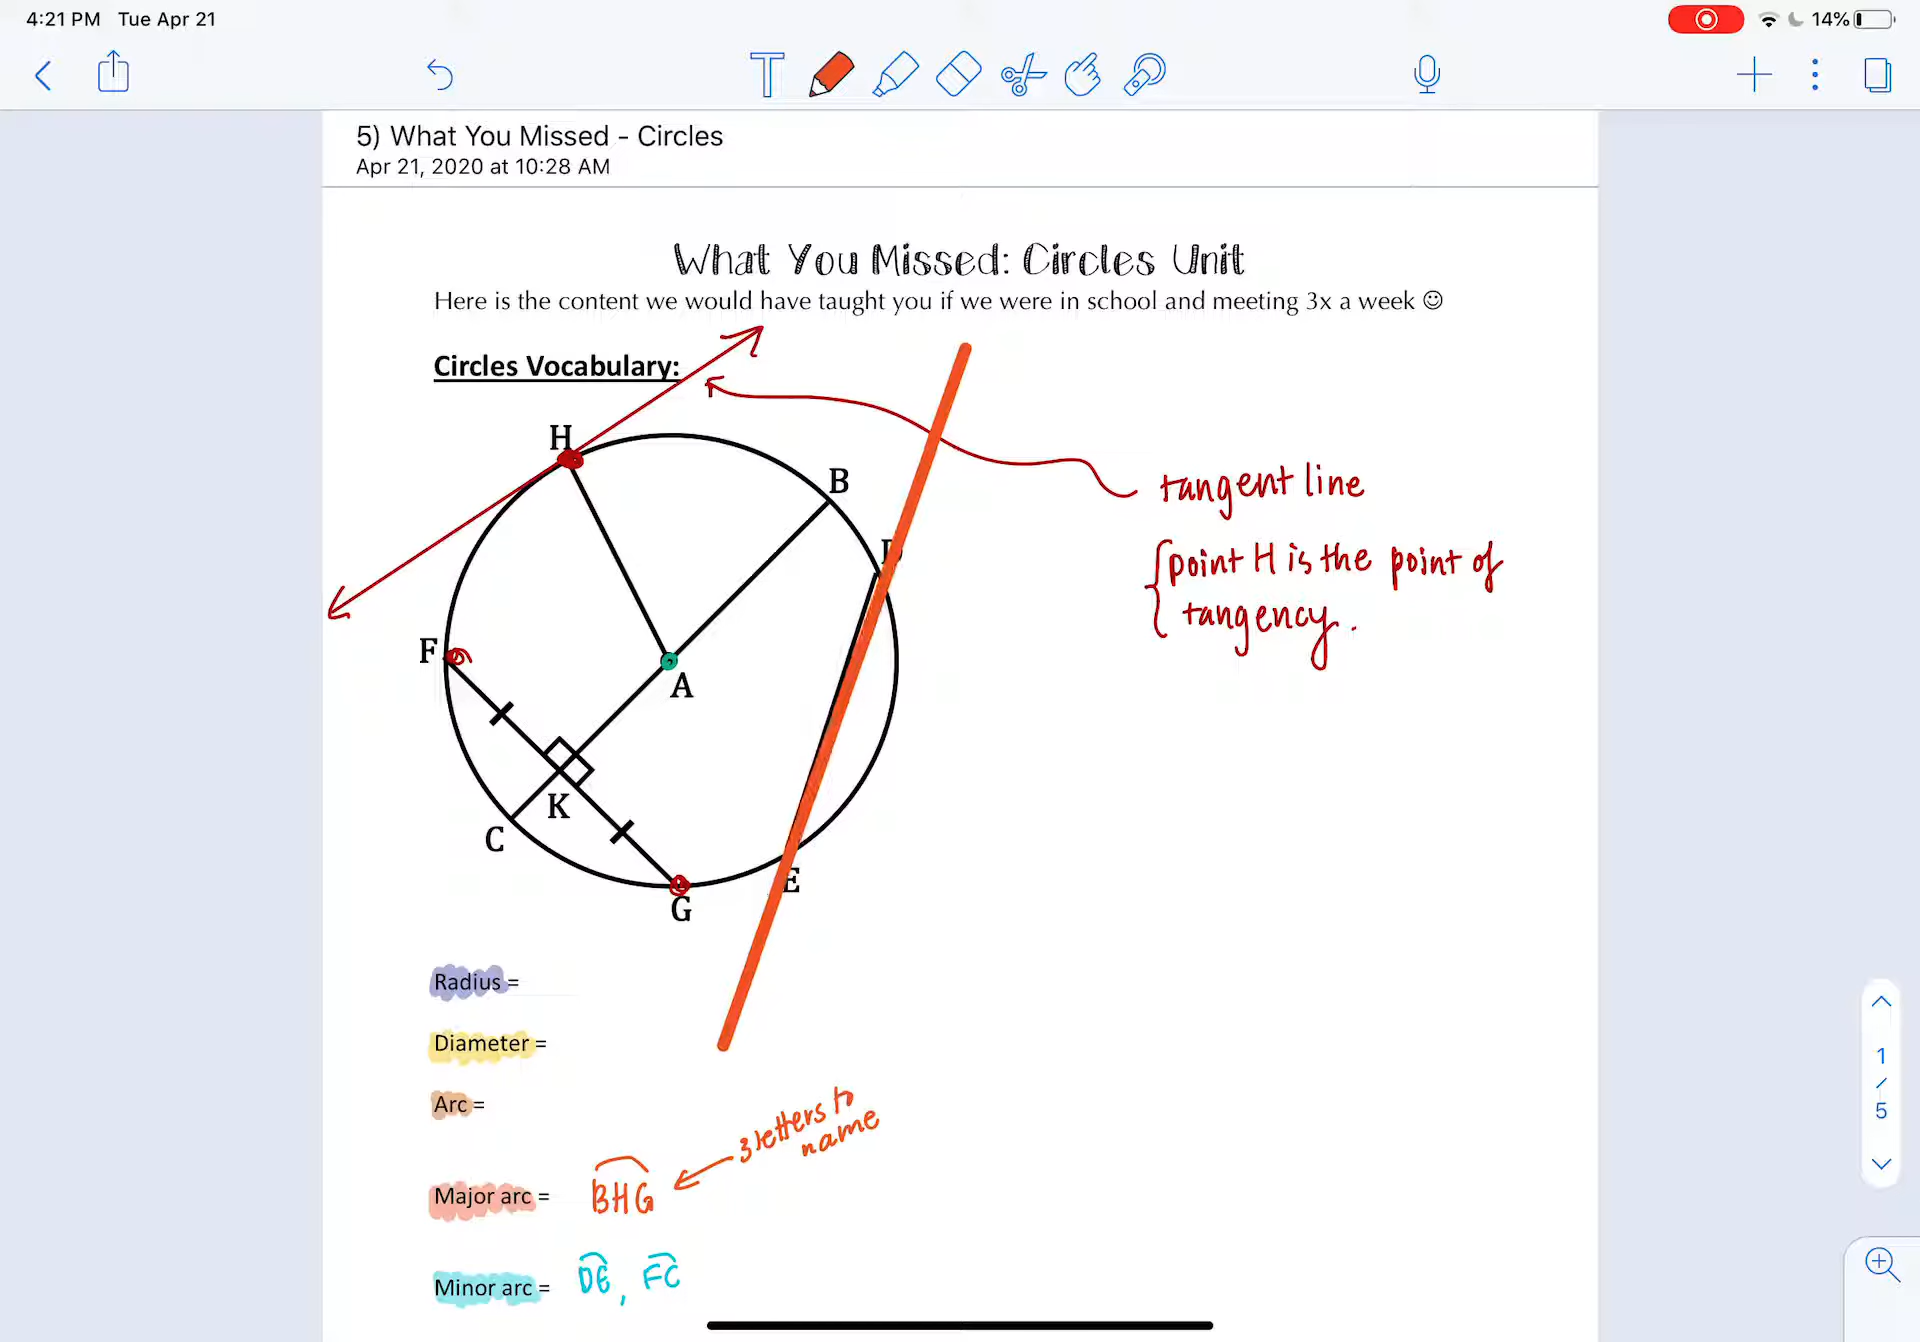 4:21 PM Tue Apr 21
14%
5) What You Missed - Circles
Apr 21, 2020 at 10:28 AM
What You Missed: Circles Unit
Here is the content we would have taught you if we were in school and meeting 3x a week ☺
Circles Vocabulary:
H
B
tangent line
D
point H is the point of
tangency.
F
A
K
C
E
G
Radius =
Diameter =
Arc =
3 letters to
name
Major arc = BHG
Minor arc = DE, FC
1
/
5